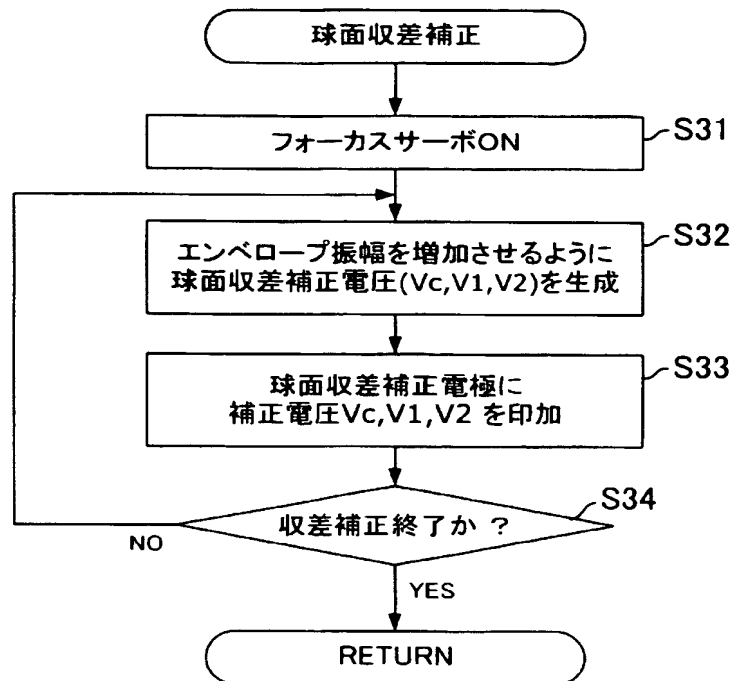 球面収差補正
フォーカスサーボON
S31
エンベロープ振幅を増加させるように
球面収差補正電圧(Vc,V1,V2)を生成
S32
球面収差補正電極に
補正電圧Vc,V1,V2 を印加
S33
収差補正終了か ?
S34
NO
YES
RETURN